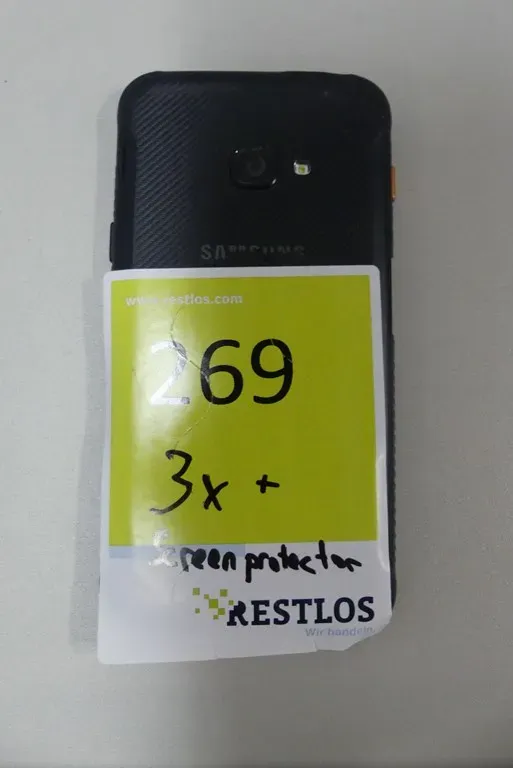 SAMSUNG
www.restlos.com
269
3x +
Screen protector
RESTLOS
Wir handeln